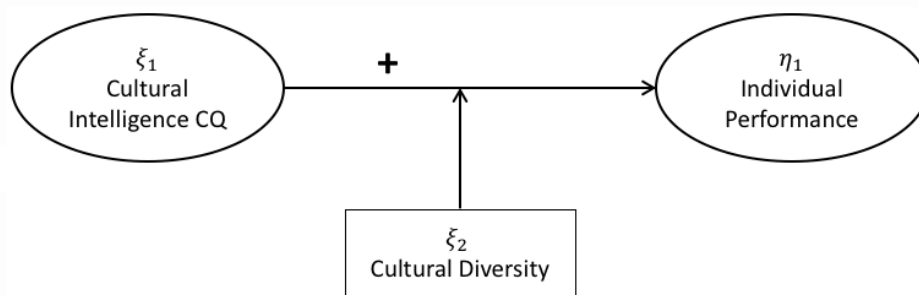 ξ₁
Cultural
Intelligence CQ
+
η₁
Individual
Performance
ξ₂
Cultural Diversity